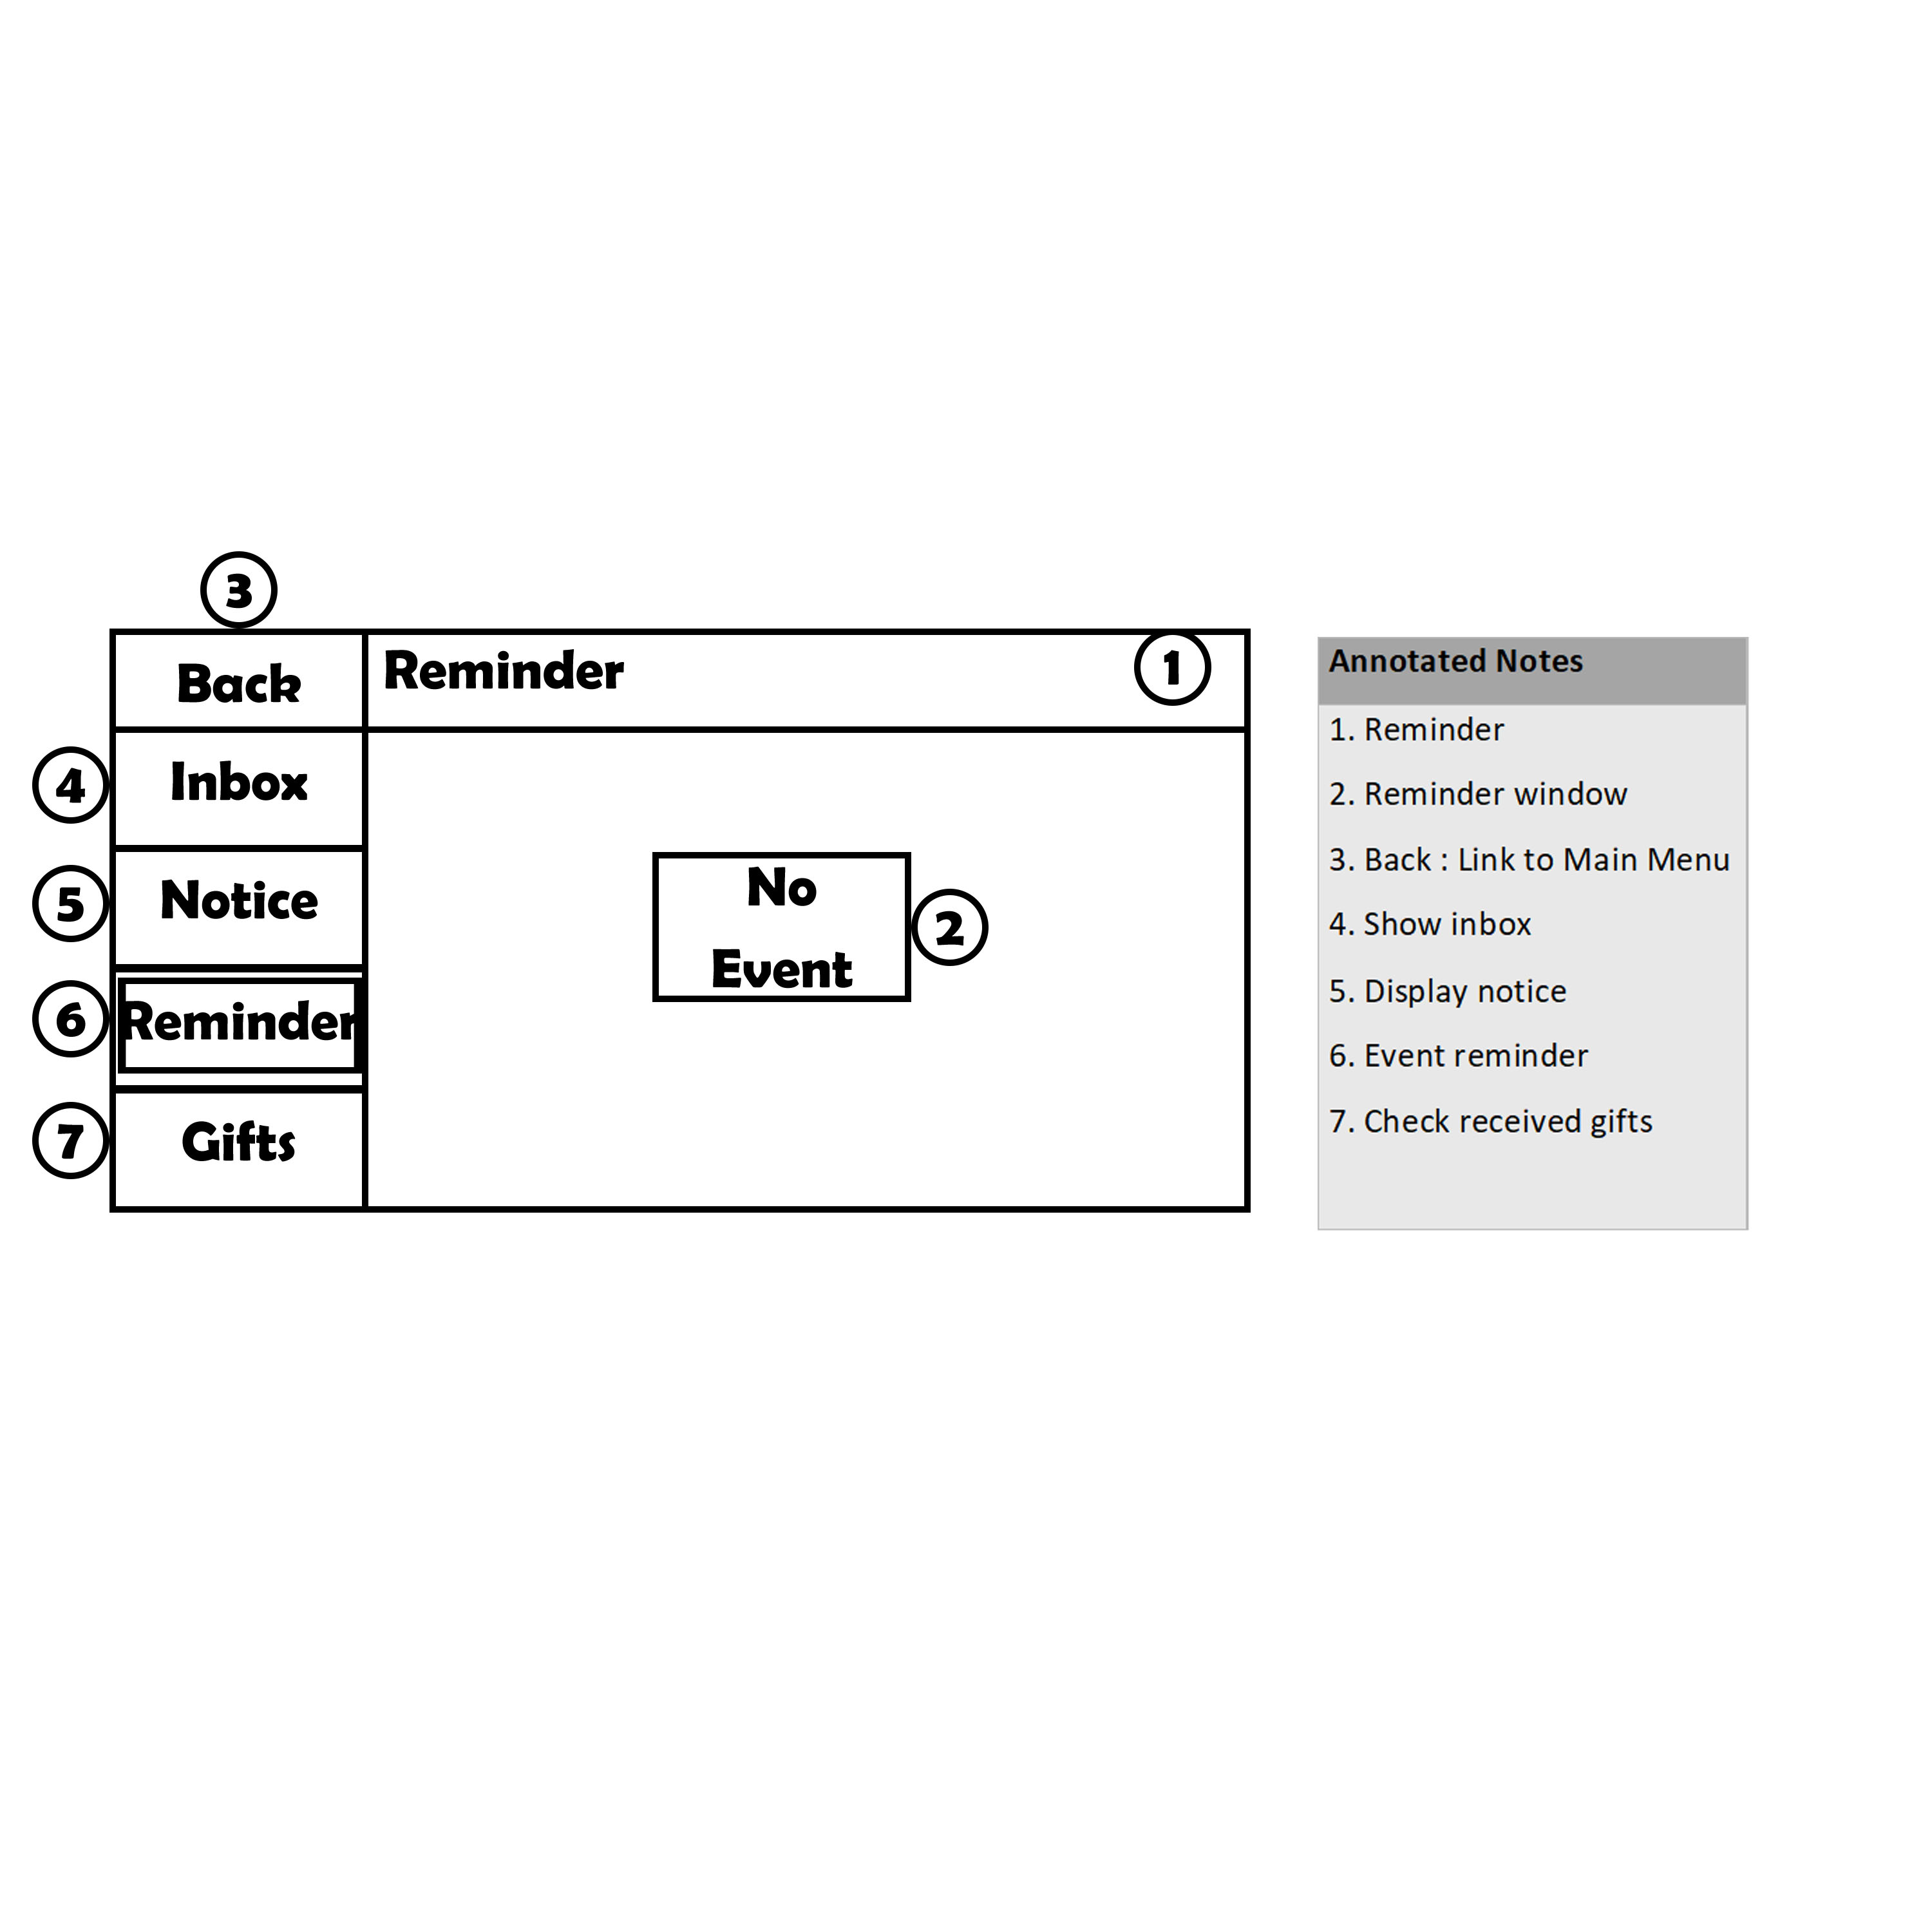 3
Back
Reminder
1
4
Inbox
5
Notice
6
Reminder
7
Gifts
No
Event
2
Annotated Notes
1. Reminder
2. Reminder window
3. Back : Link to Main Menu
4. Show inbox
5. Display notice
6. Event reminder
7. Check received gifts